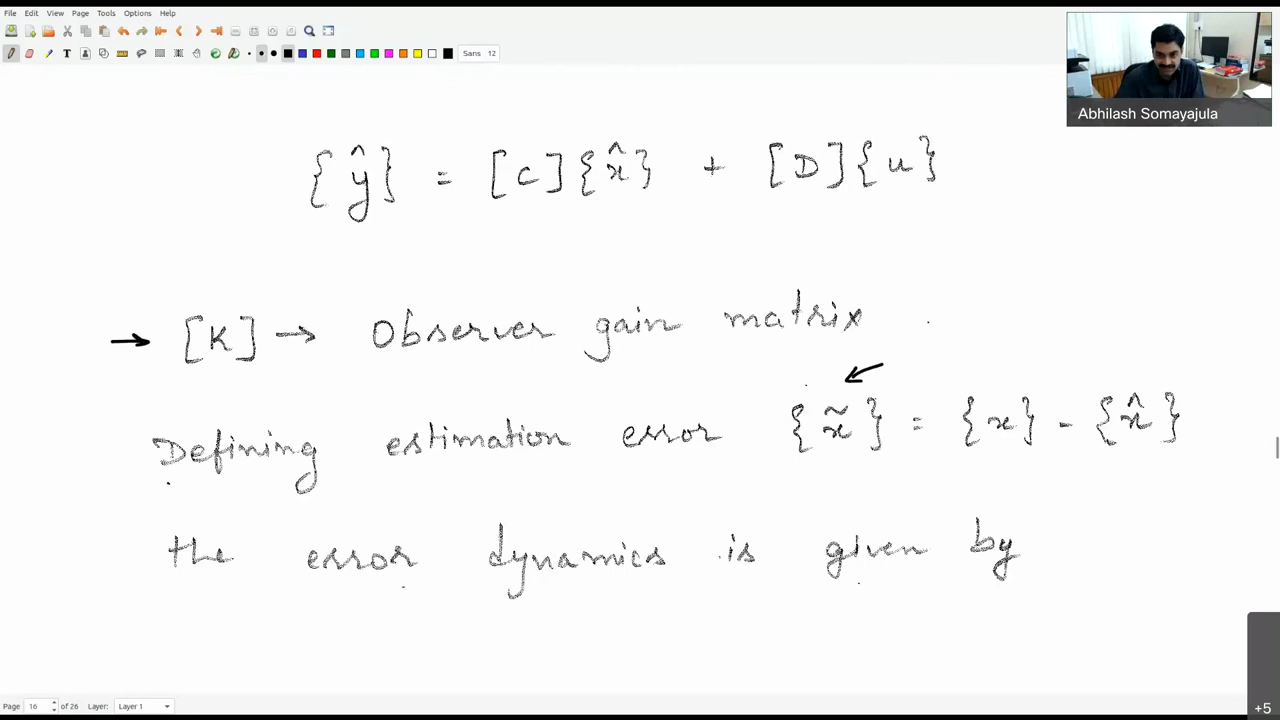 File Edit View Page Tools Options Help
Sans 12
Abhilash Somayajula
{ŷ} = [C]{x̂} + [D]{u}
→ [K] → Observer gain matrix.
Defining estimation error {x̃} = {x} - {x̂}
the error dynamics is given by
Page 16 of 26 Layer: Layer 1
+5